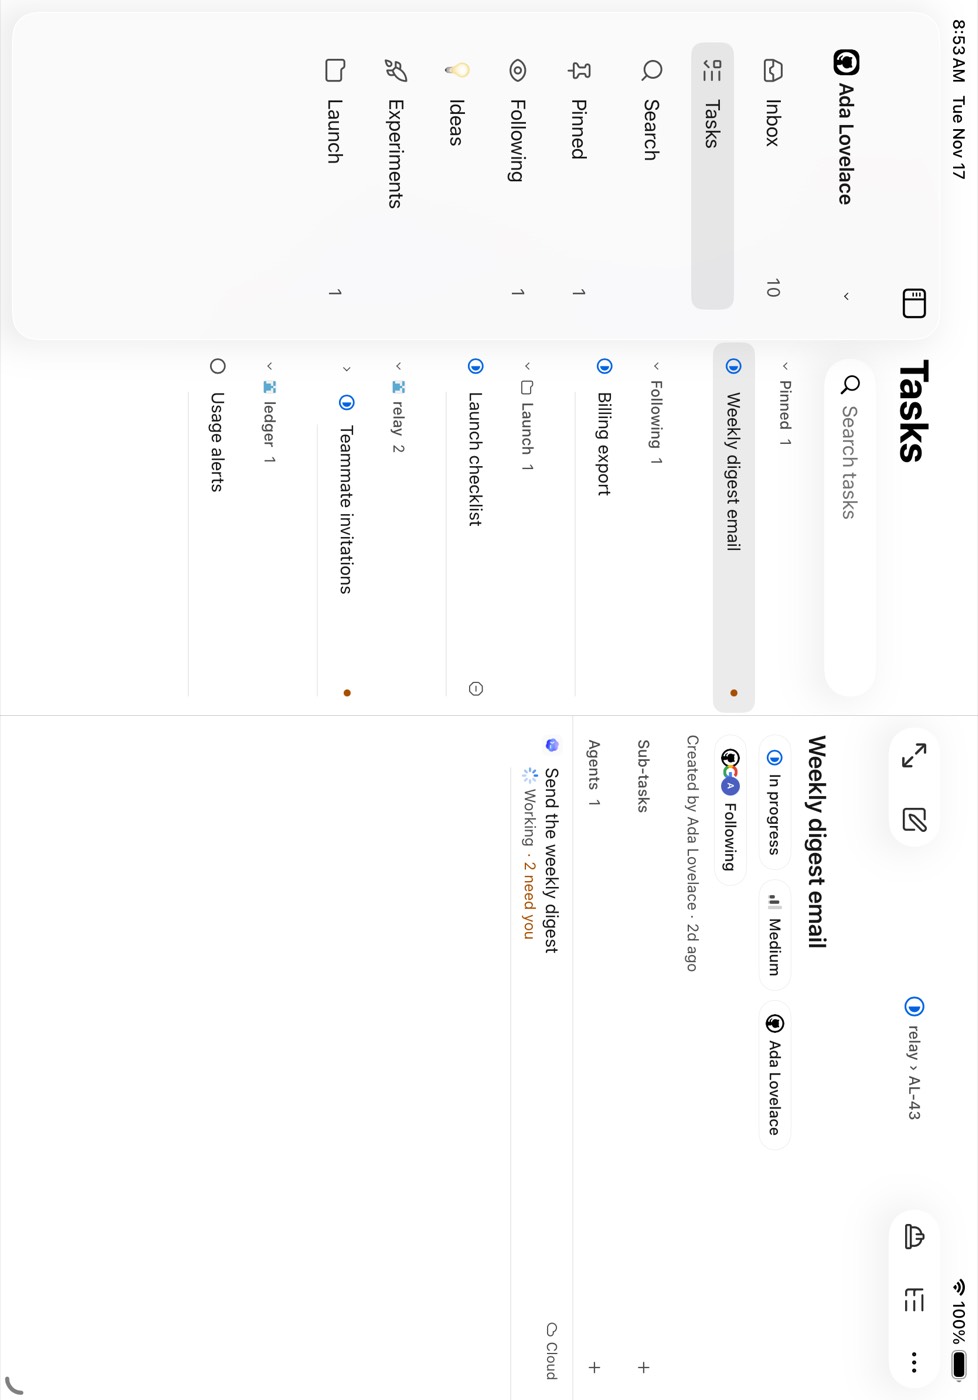 8:53 AM Tue Nov 17
100%
Ada Lovelace
Inbox 10
Tasks
Search
Pinned 1
Following 1
Ideas
Experiments
Launch 1
Tasks
Search tasks
Pinned 1
Weekly digest email
Following 1
Billing export
Launch 1
Launch checklist
relay 2
Teammate invitations
ledger 1
Usage alerts
relay › AL-43
Weekly digest email
In progress Medium Ada Lovelace
G A Following
Created by Ada Lovelace · 2d ago
Sub-tasks
Agents 1
Send the weekly digest Cloud
Working · 2 need you